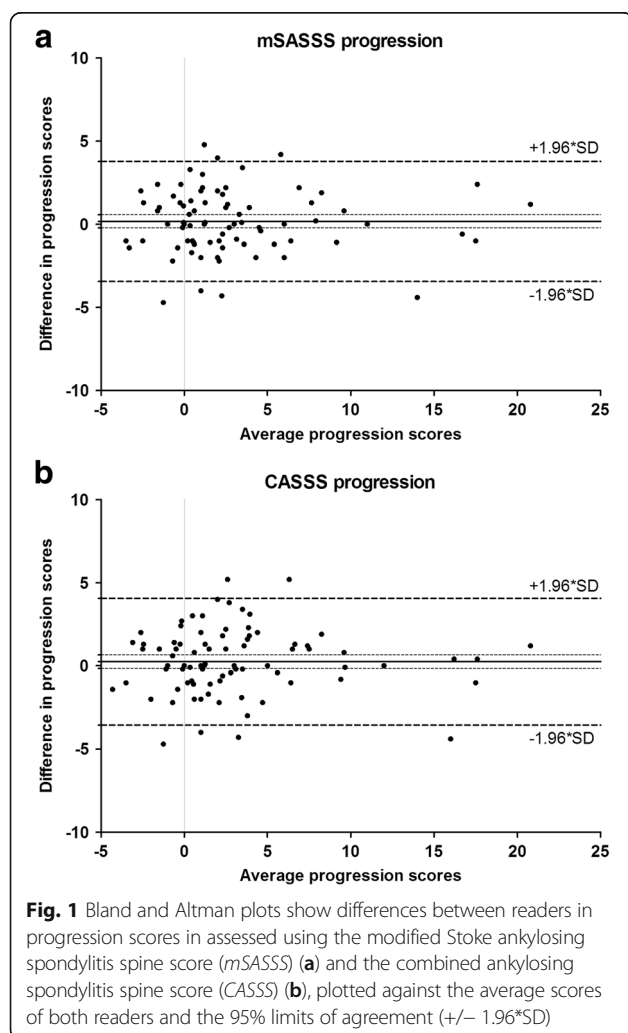 a
mSASSS progression
10
5
0
-5
-10
Difference in progression scores
+1.96*SD
-1.96*SD
-5 0 5 10 15 20 25
Average progression scores
b
CASSS progression
10
5
0
-5
-10
Difference in progression scores
+1.96*SD
-1.96*SD
-5 0 5 10 15 20 25
Average progression scores
Fig. 1 Bland and Altman plots show differences between readers in
progression scores in assessed using the modified Stoke ankylosing
spondylitis spine score (mSASSS) (a) and the combined ankylosing
spondylitis spine score (CASSS) (b), plotted against the average scores
of both readers and the 95% limits of agreement (+/− 1.96*SD)